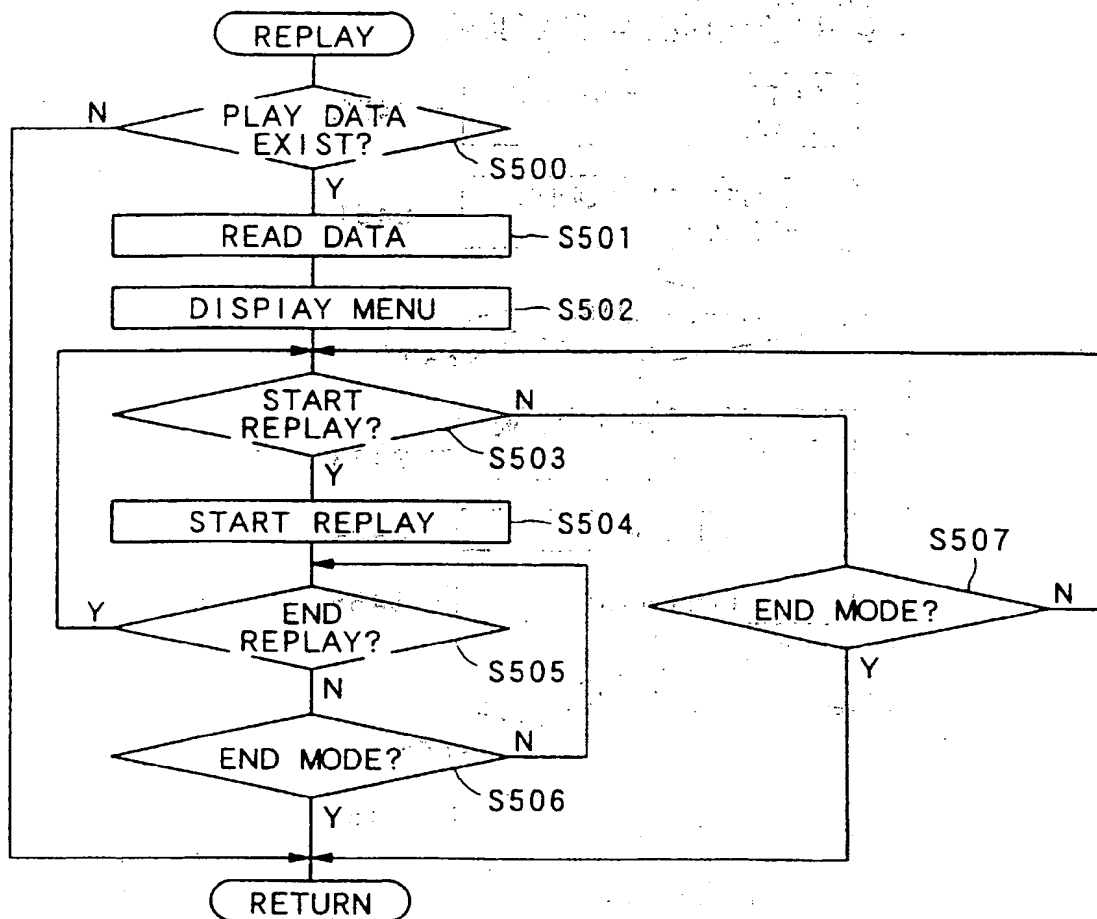 REPLAY
N
PLAY DATA
EXIST?
S500
Y
READ DATA
S501
DISPLAY MENU
S502
START
REPLAY?
N
S503
Y
START REPLAY
S504
S507
Y
END
REPLAY?
END MODE?
N
S505
Y
N
END MODE?
N
S506
Y
RETURN